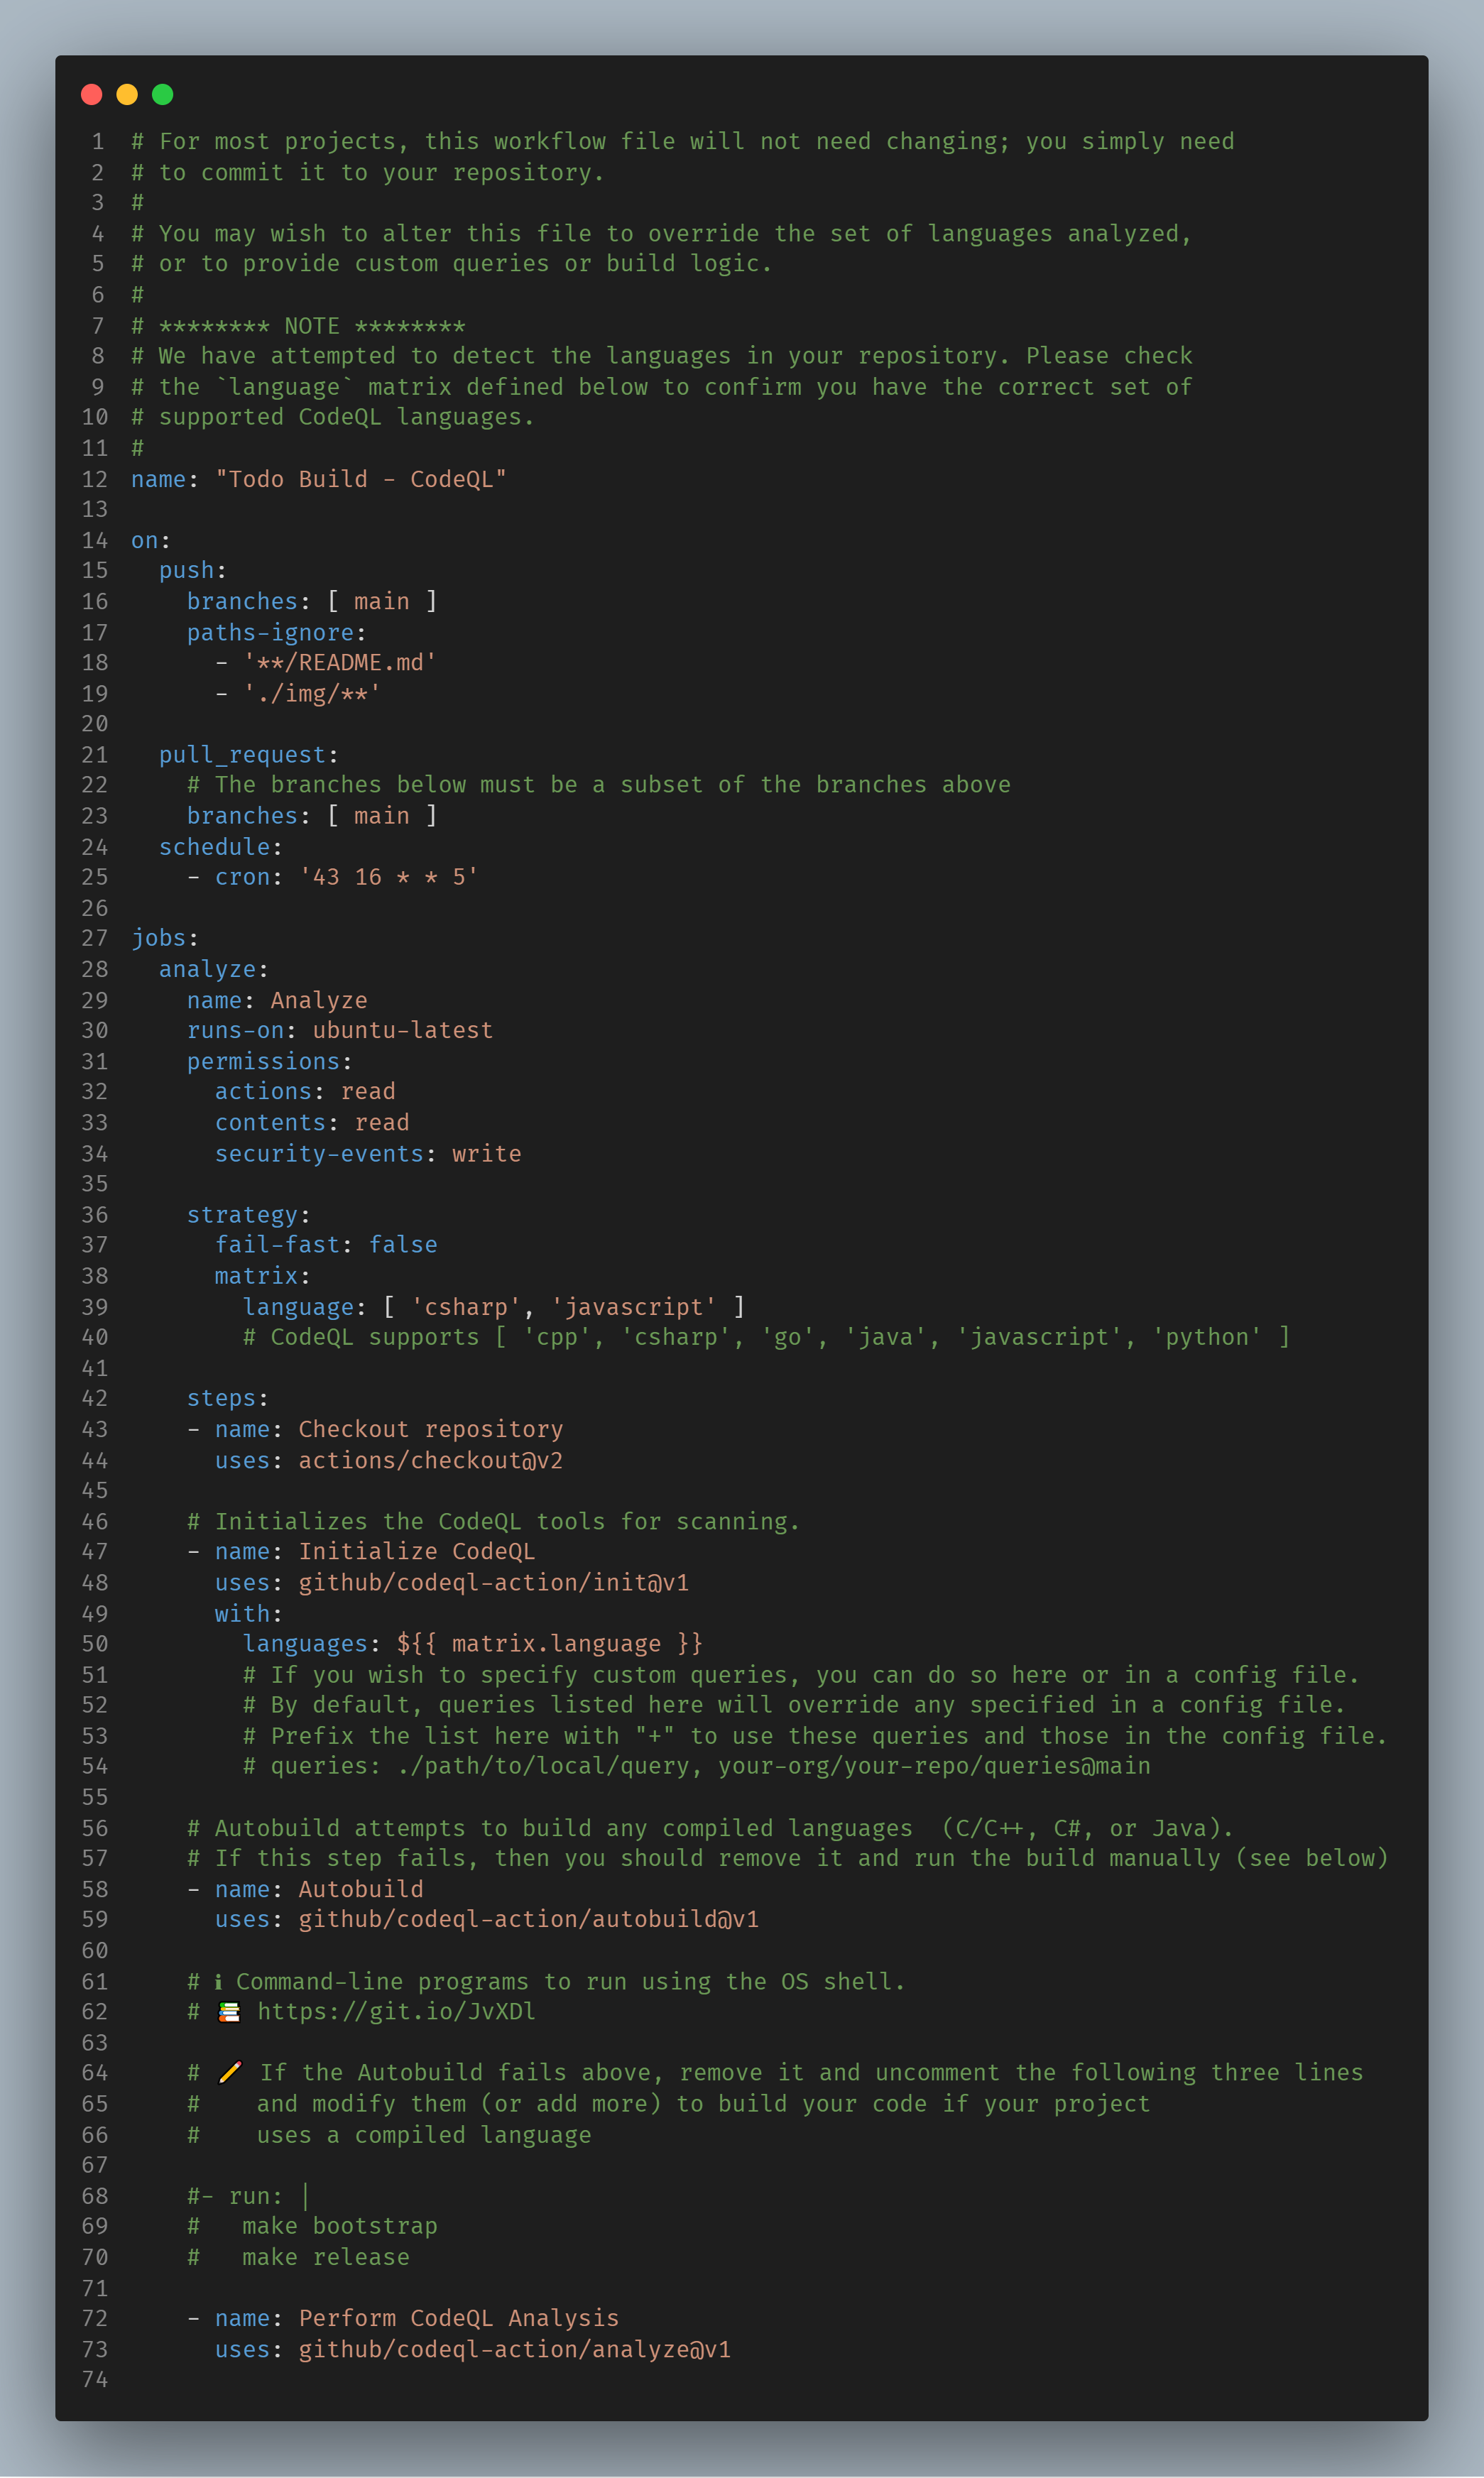 1 # For most projects, this workflow file will not need changing; you simply need
2 # to commit it to your repository.
3 #
4 # You may wish to alter this file to override the set of languages analyzed,
5 # or to provide custom queries or build logic.
6 #
7 # ******** NOTE ********
8 # We have attempted to detect the languages in your repository. Please check
9 # the `language` matrix defined below to confirm you have the correct set of
10 # supported CodeQL languages.
11 #
12 name: "Todo Build - CodeQL"
13
14 on:
15   push:
16     branches: [ main ]
17     paths-ignore:
18       - '**/README.md'
19       - './img/**'
20
21   pull_request:
22     # The branches below must be a subset of the branches above
23     branches: [ main ]
24   schedule:
25     - cron: '43 16 * * 5'
26
27 jobs:
28   analyze:
29     name: Analyze
30     runs-on: ubuntu-latest
31     permissions:
32       actions: read
33       contents: read
34       security-events: write
35
36     strategy:
37       fail-fast: false
38       matrix:
39         language: [ 'csharp', 'javascript' ]
40         # CodeQL supports [ 'cpp', 'csharp', 'go', 'java', 'javascript', 'python' ]
41
42     steps:
43     - name: Checkout repository
44       uses: actions/checkout@v2
45
46     # Initializes the CodeQL tools for scanning.
47     - name: Initialize CodeQL
48       uses: github/codeql-action/init@v1
49       with:
50         languages: ${{ matrix.language }}
51         # If you wish to specify custom queries, you can do so here or in a config file.
52         # By default, queries listed here will override any specified in a config file.
53         # Prefix the list here with "+" to use these queries and those in the config file.
54         # queries: ./path/to/local/query, your-org/your-repo/queries@main
55
56     # Autobuild attempts to build any compiled languages  (C/C++, C#, or Java).
57     # If this step fails, then you should remove it and run the build manually (see below)
58     - name: Autobuild
59       uses: github/codeql-action/autobuild@v1
60
61     # ℹ Command-line programs to run using the OS shell.
62     # 📚 https://git.io/JvXDl
63
64     # ✏ If the Autobuild fails above, remove it and uncomment the following three lines
65     #    and modify them (or add more) to build your code if your project
66     #    uses a compiled language
67
68     #- run: |
69     #   make bootstrap
70     #   make release
71
72     - name: Perform CodeQL Analysis
73       uses: github/codeql-action/analyze@v1
74